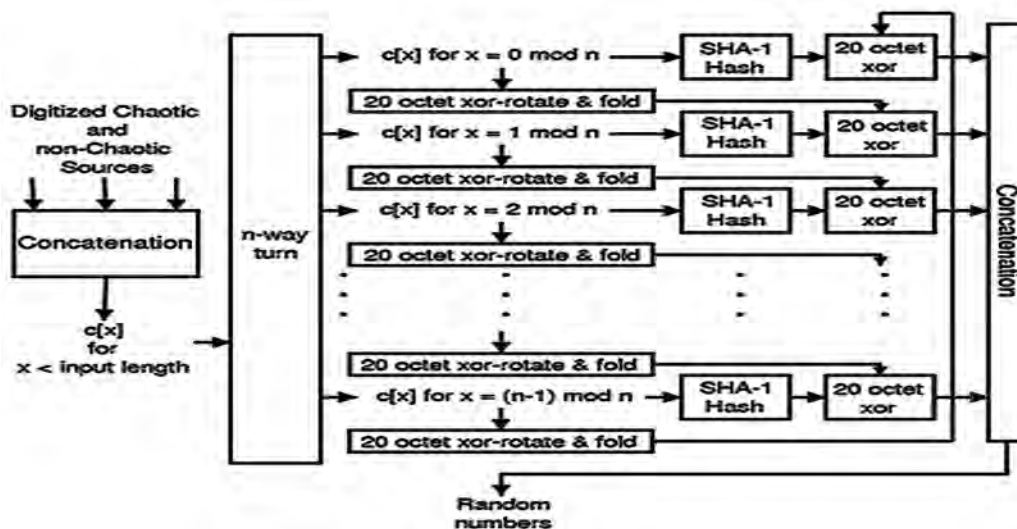 Digitized Chaotic
and
non-Chaotic
Sources
Concatenation
c[x]
for
x < input length
n-way
turn
c[x] for x = 0 mod n
SHA-1
Hash
20 octet
xor
20 octet xor-rotate & fold
c[x] for x = 1 mod n
SHA-1
Hash
20 octet
xor
20 octet xor-rotate & fold
c[x] for x = 2 mod n
SHA-1
Hash
20 octet
xor
20 octet xor-rotate & fold
20 octet xor-rotate & fold
c[x] for x = (n-1) mod n
SHA-1
Hash
20 octet
xor
20 octet xor-rotate & fold
Concatenation
Random
numbers